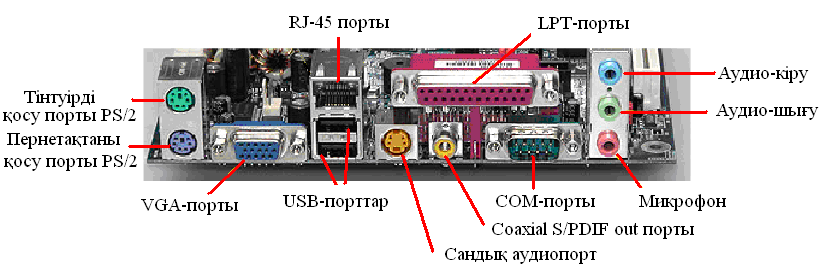 RJ-45 порты
LPT-порты
Тінтуірді
қосу порты PS/2
Аудио-кіру
Аудио-шығу
Пернетақтаны
қосу порты PS/2
VGA-порты
USB-порттар
COM-порты
Микрофон
Coaxial S/PDIF out порты
Сандық аудиопорт